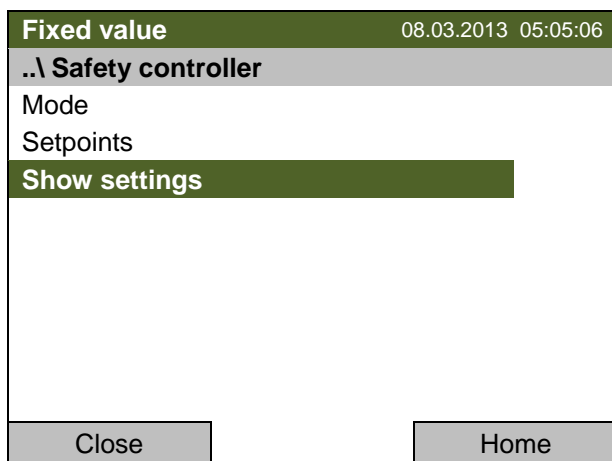 Fixed value 08.03.2013 05:05:06
..\ Safety controller
Mode
Setpoints
Show settings
Close Home